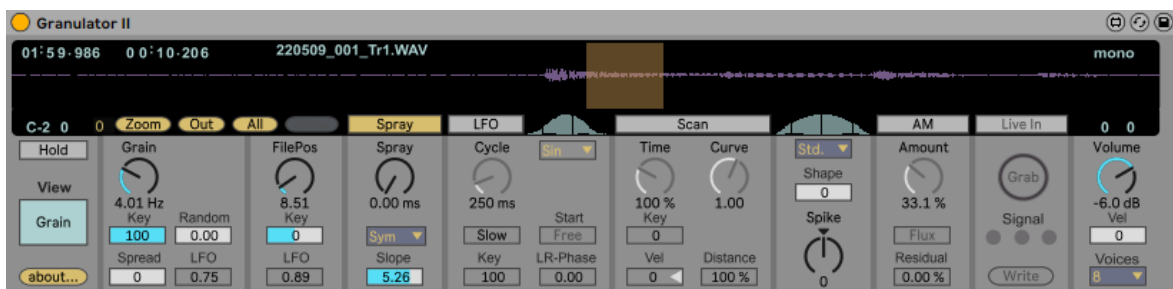 Granulator II
01:59.986 00:10.206 220509_001_Tr1.WAV mono
C-2 0 0 Zoom Out All Spray LFO Scan AM Live In 0 0
Hold Grain FilePos Spray Cycle Sin Time Curve Std. Amount Grab Volume
View 4.01 Hz 8.51 0.00 ms 250 ms 100 % 1.00 Shape 0 33.1 % -6.0 dB
Grain Key 100 Random 0.00 Key 0 Sym Slow Start Free Key 0 Spike Flux Signal Vel 0
about... Spread 0 LFO 0.75 LFO 0.89 Slope 5.26 Key 100 LR-Phase 0.00 Vel 0 Distance 100 % 0 Residual 0.00 % Write Voices 8